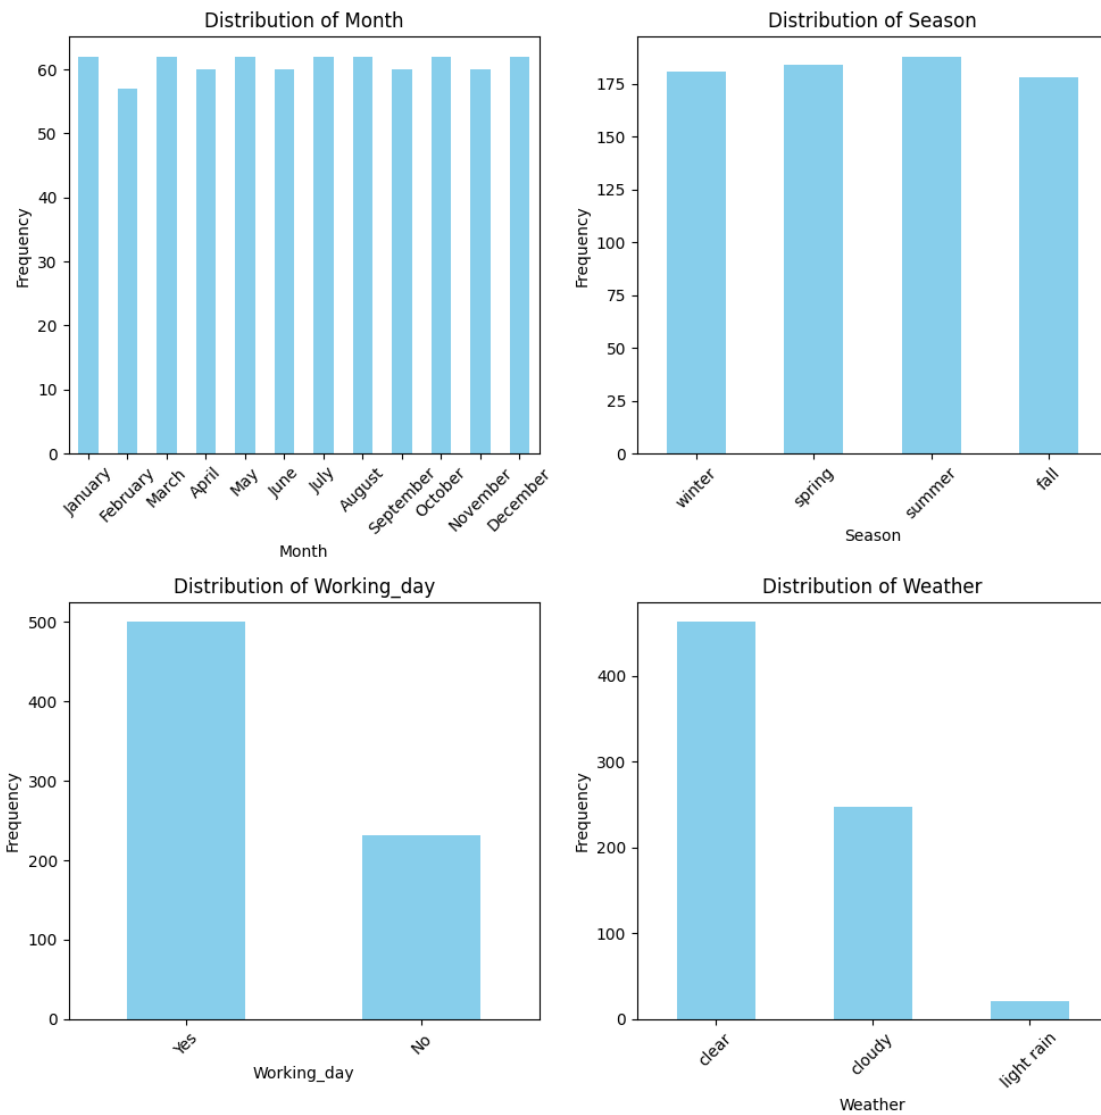 Distribution of Month
Frequency
60
50
40
30
20
10
0
January
February
March
April
May
June
July
August
September
October
November
December
Month
Distribution of Season
Frequency
175
150
125
100
75
50
25
0
winter
spring
summer
fall
Season
Distribution of Working_day
Frequency
500
400
300
200
100
0
Yes
No
Working_day
Distribution of Weather
Frequency
400
300
200
100
0
clear
cloudy
light rain
Weather